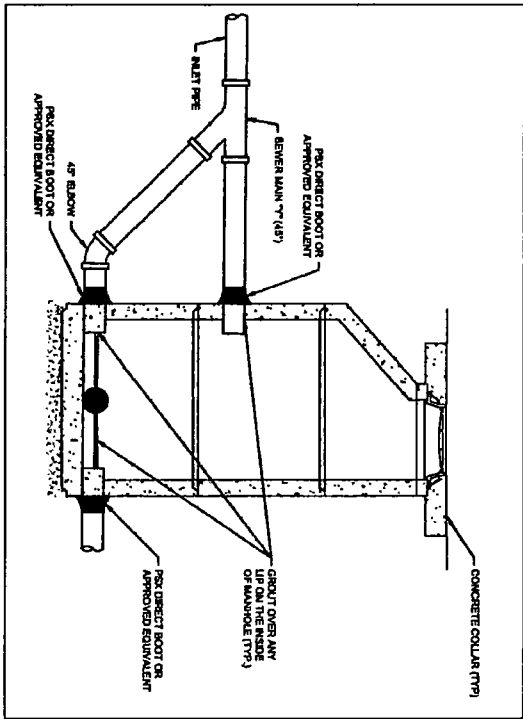 INLET PIPE
PSX DIRECT BOOT OR
APPROVED EQUIVALENT
45° ELBOW
SEWER MAIN "Y" (45°)
PSX DIRECT BOOT OR
APPROVED EQUIVALENT
PSX DIRECT BOOT OR
APPROVED EQUIVALENT
GROUT OVER ANY
LIP ON THE INSIDE
OF MANHOLE (TYP.)
CONCRETE COLLAR (TYP)